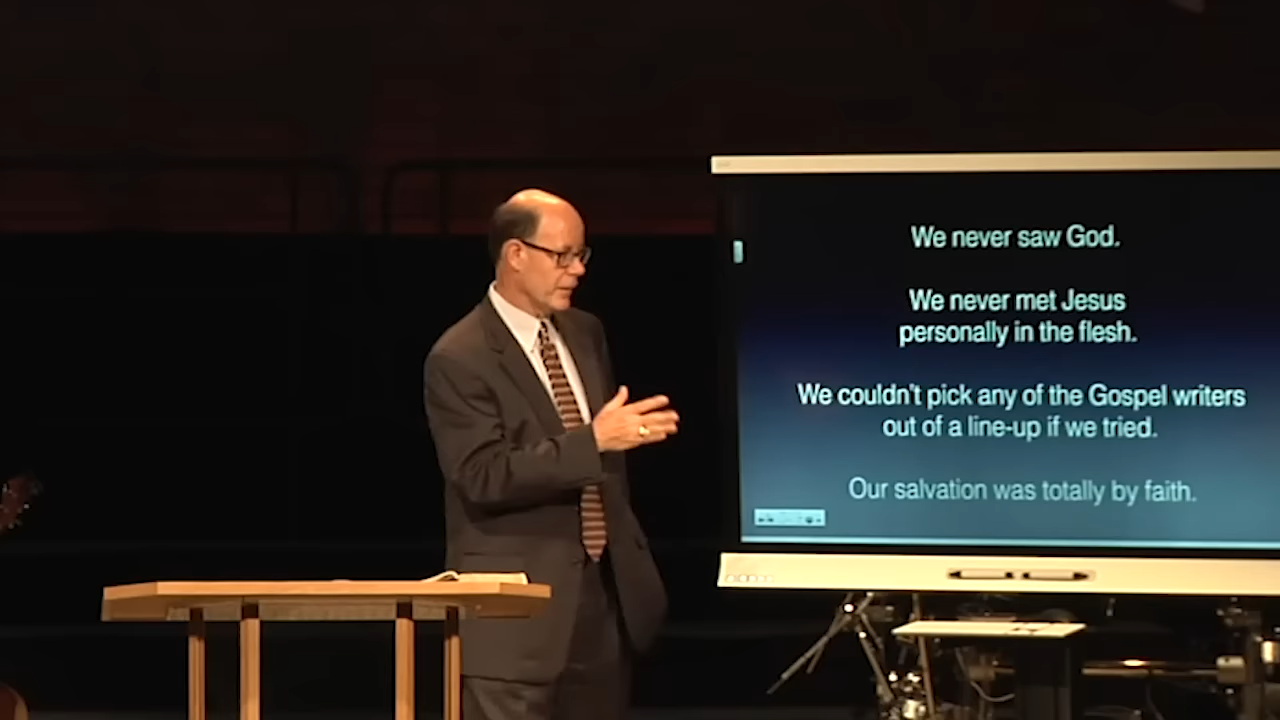 We never saw God.
We never met Jesus
personally in the flesh.
We couldn't pick any of the Gospel writers
out of a line-up if we tried.
Our salvation was totally by faith.